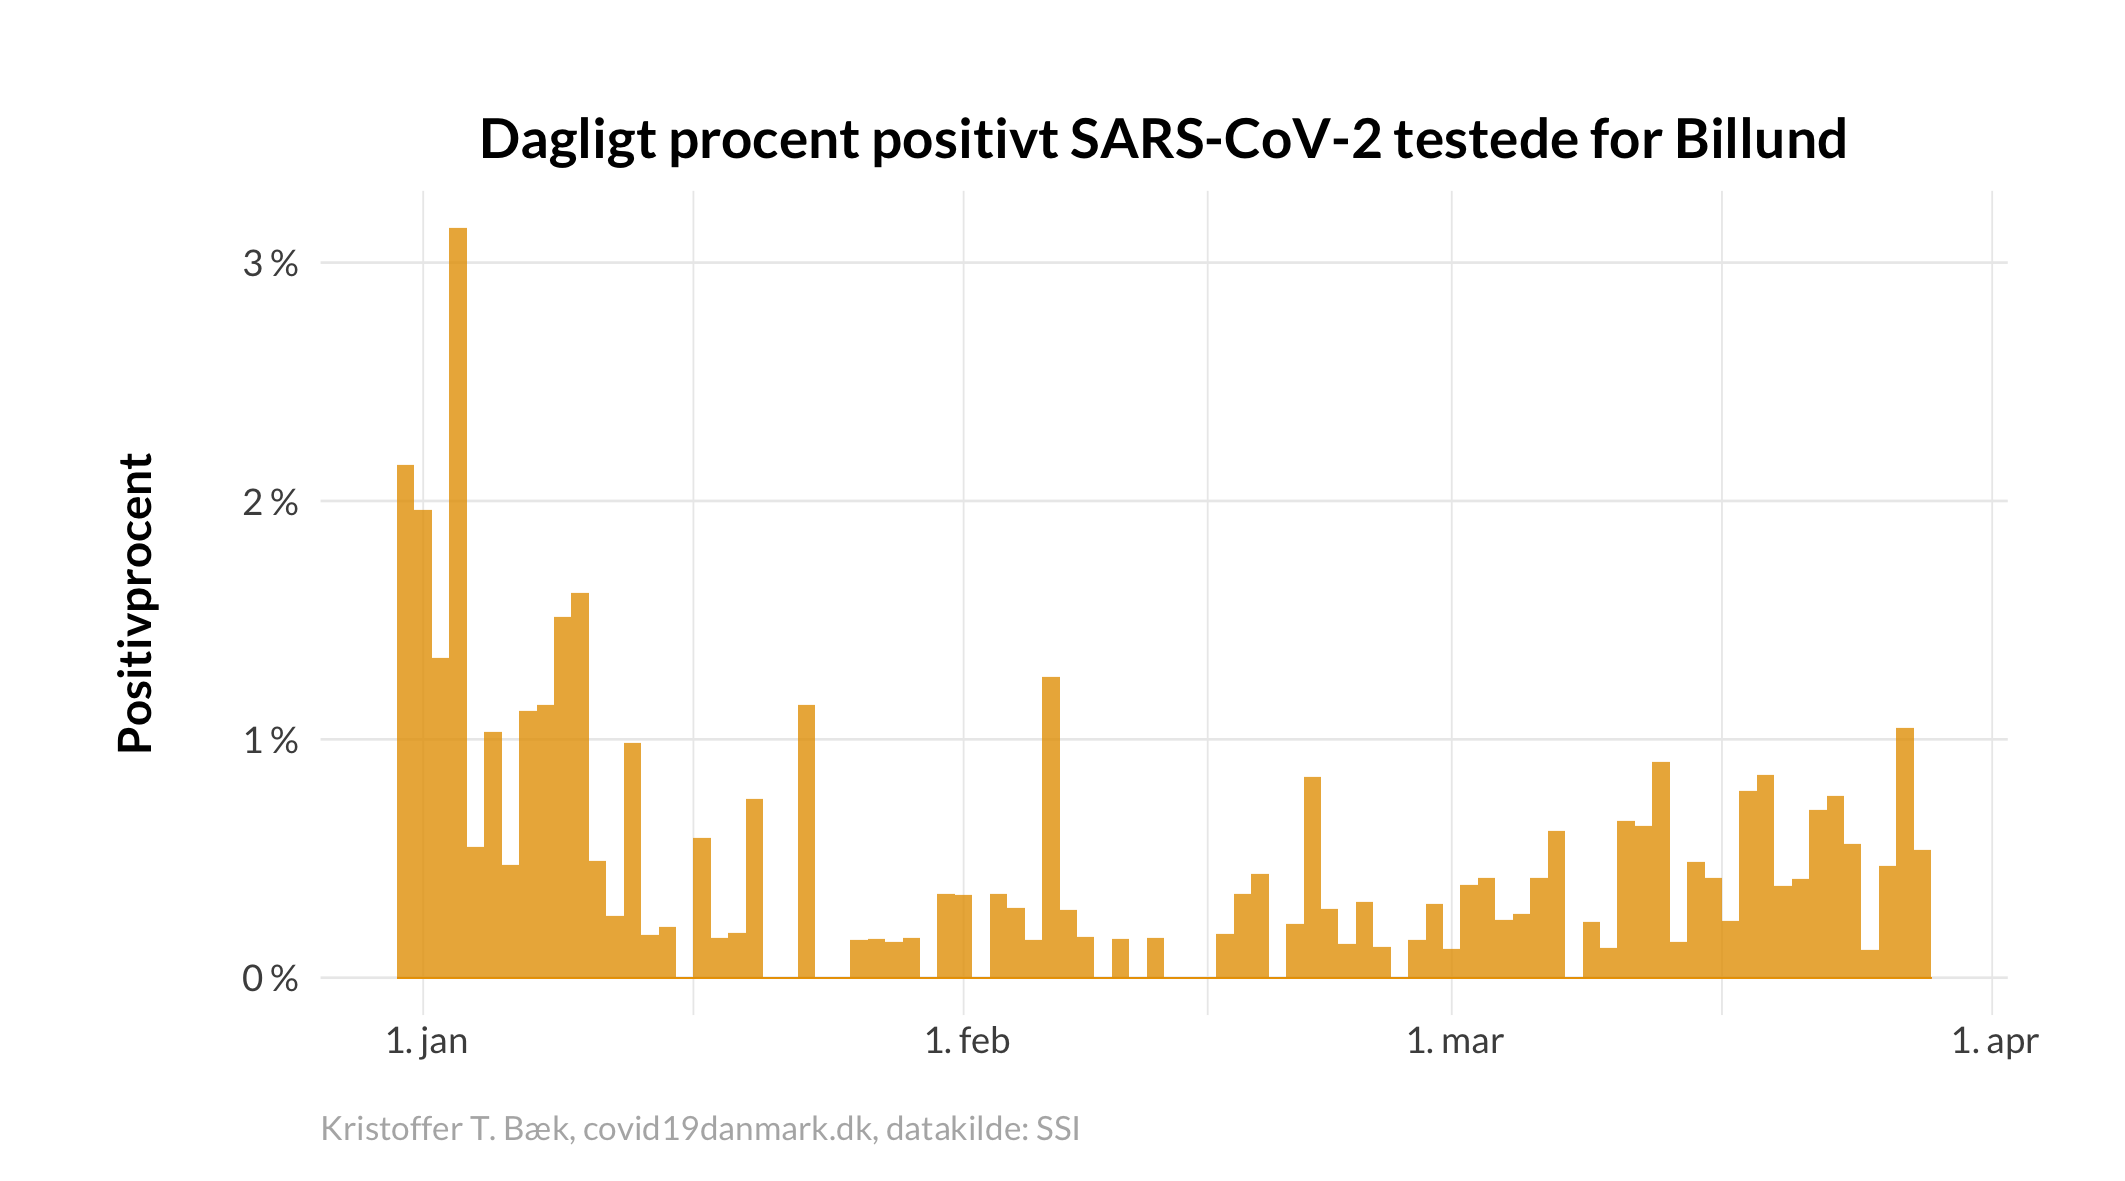 Dagligt procent positivt SARS-CoV-2 testede for Billund
Positivprocent
3 %
2 %
1 %
0 %
1. jan
1. feb
1. mar
1. apr
Kristoffer T. Bæk, covid19danmark.dk, datakilde: SSI